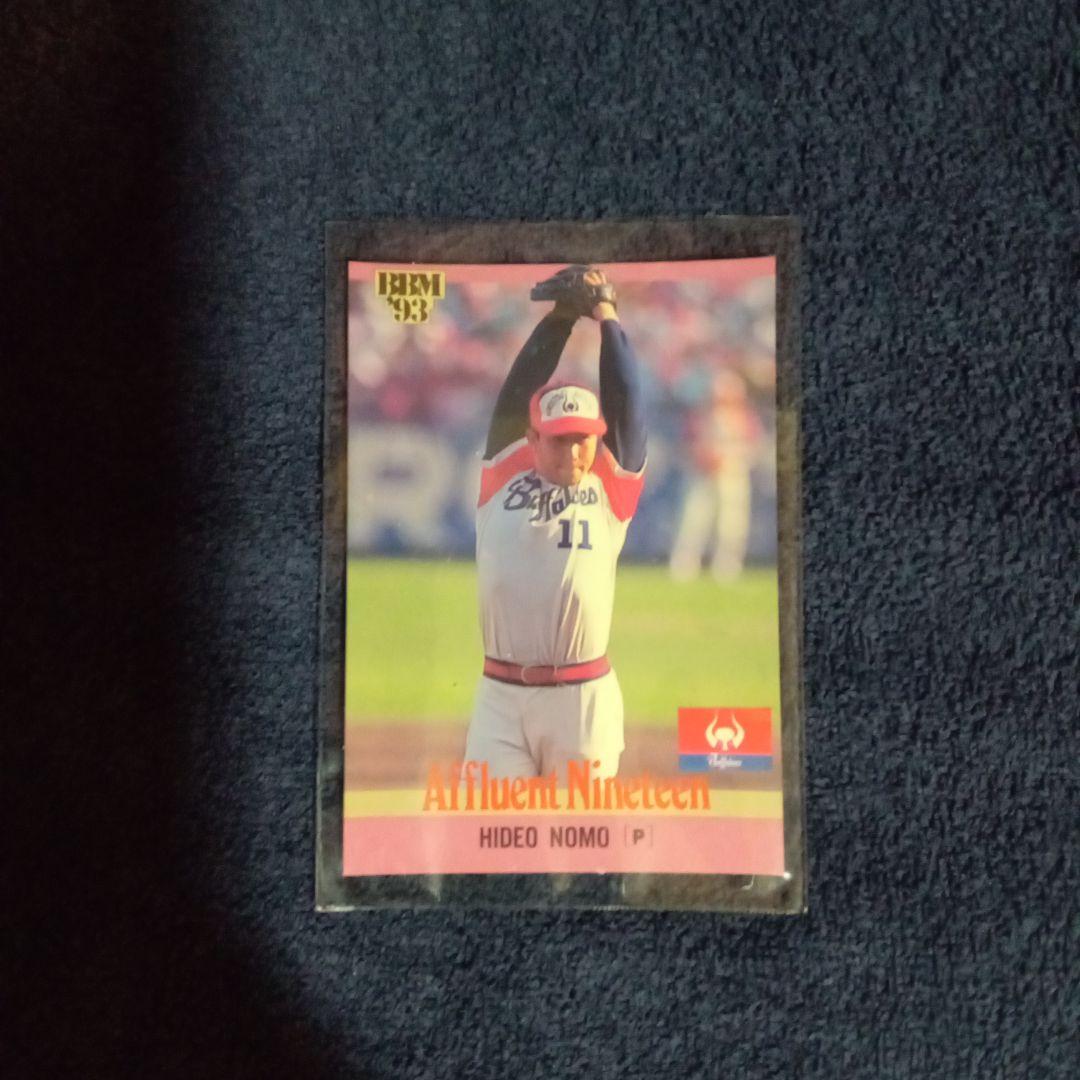 BBM
'93
Buffaloes
11
Affluent Nineteen
HIDEO NOMO [P]